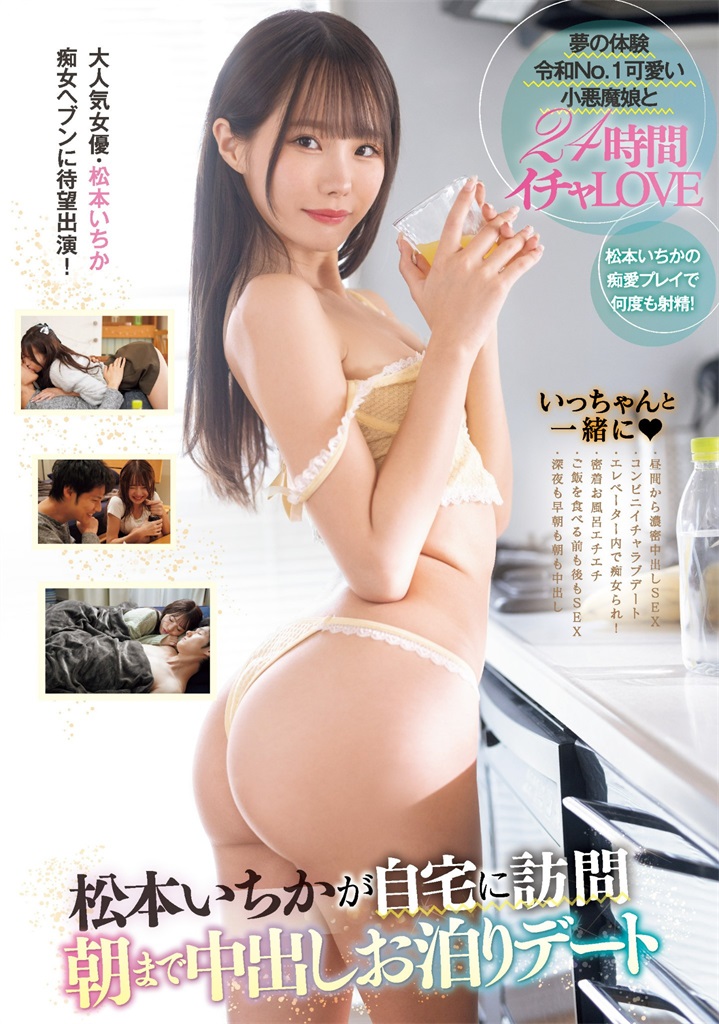 大人気女優・松本いちか
痴女ヘブンに待望出演！
夢の体験
令和No.1可愛い
小悪魔娘と
24時間
イチャLOVE
松本いちかの
痴愛プレイで
何度も射精!
いっちゃんと
一緒に♥
・昼間から濃密中出しSEX
・コンビニイチャラブデート
・エレベーター内で痴女られ！
・密着お風呂エチエチ
・ご飯を食べる前も後もSEX
・深夜も早朝も朝も中出し
松本いちかが自宅に訪問
朝まで中出しお泊りデート